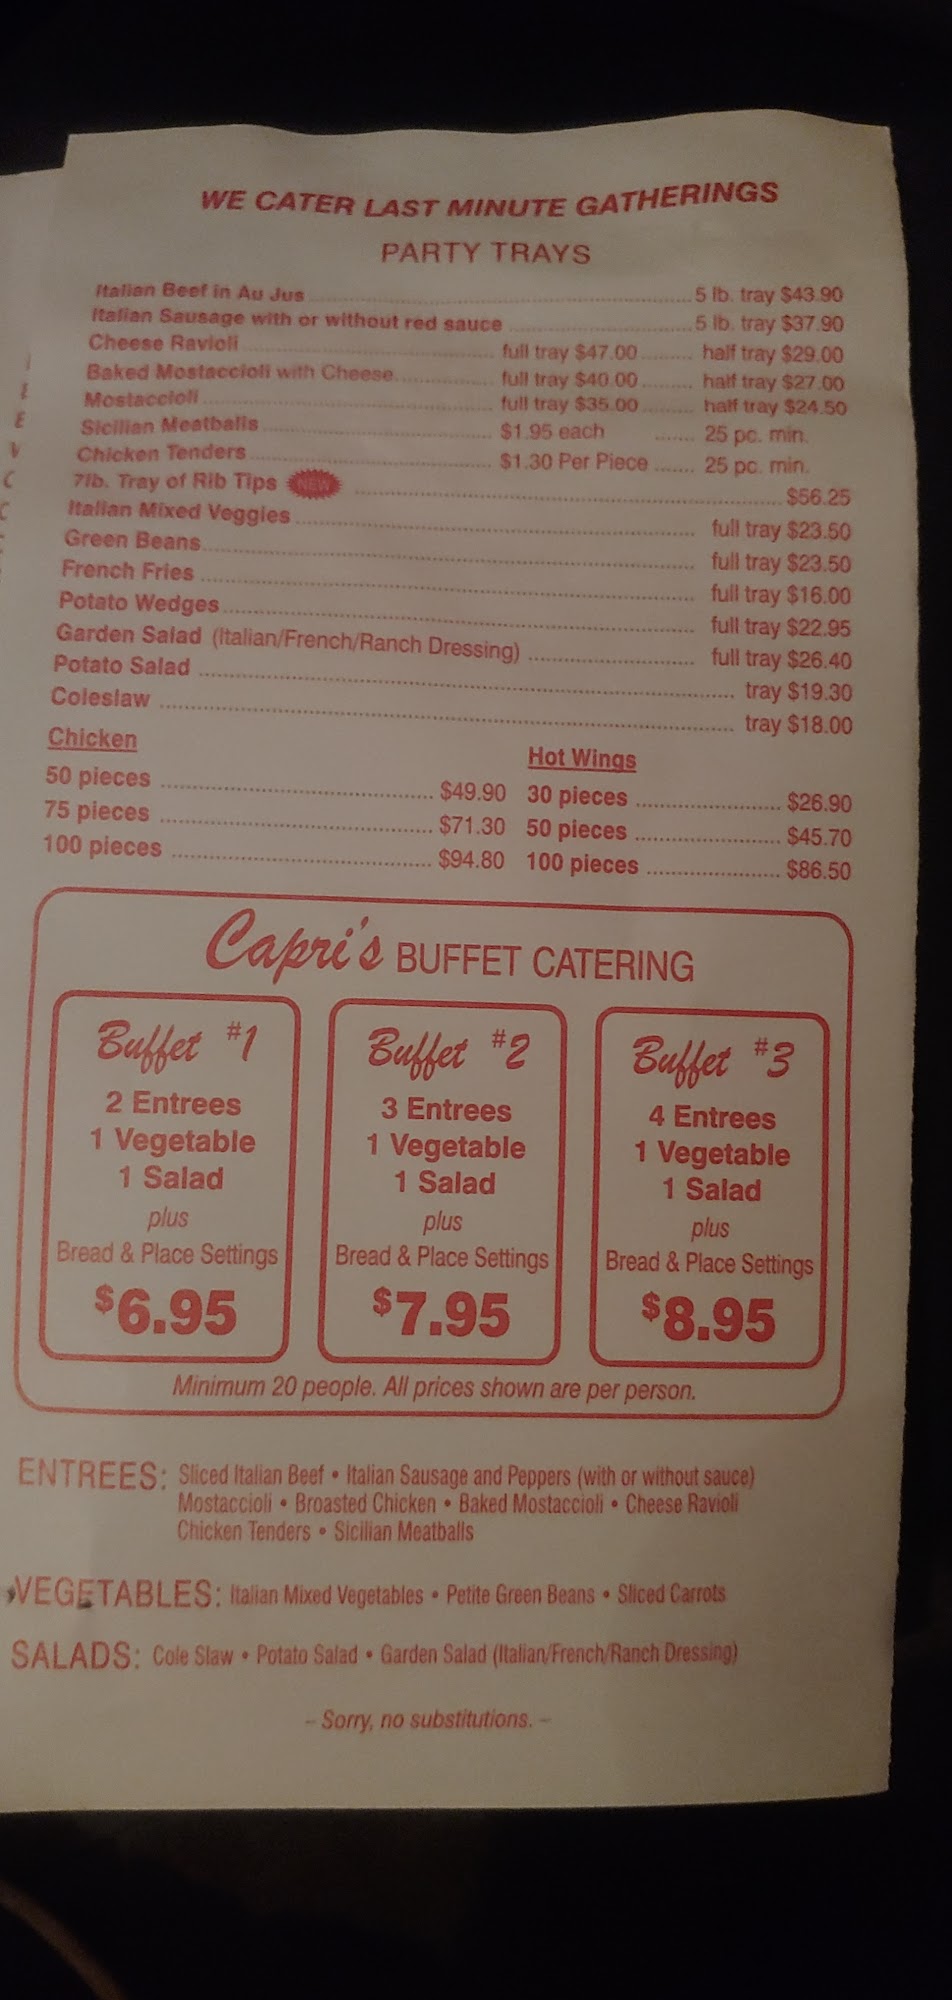 WE CATER LAST MINUTE GATHERINGS
PARTY TRAYS
Italian Beef in Au Jus 5 lb. tray $43.90
Italian Sausage with or without red sauce 5 lb. tray $37.90
Cheese Ravioli full tray $47.00 half tray $29.00
Baked Mostaccioli with Cheese full tray $40.00 half tray $27.00
Mostaccioli full tray $35.00 half tray $24.50
Sicilian Meatballs $1.95 each 25 pc. min.
Chicken Tenders $1.30 Per Piece 25 pc. min.
7lb. Tray of Rib Tips NEW $56.25
Italian Mixed Veggies full tray $23.50
Green Beans full tray $23.50
French Fries full tray $16.00
Potato Wedges full tray $22.95
Garden Salad (Italian/French/Ranch Dressing) full tray $26.40
Potato Salad tray $19.30
Coleslaw tray $18.00
Chicken
50 pieces $49.90
75 pieces $71.30
100 pieces $94.80
Hot Wings
30 pieces $26.90
50 pieces $45.70
100 pieces $86.50
Capri's BUFFET CATERING
Buffet #1
2 Entrees
1 Vegetable
1 Salad
plus
Bread & Place Settings
$6.95
Buffet #2
3 Entrees
1 Vegetable
1 Salad
plus
Bread & Place Settings
$7.95
Buffet #3
4 Entrees
1 Vegetable
1 Salad
plus
Bread & Place Settings
$8.95
Minimum 20 people. All prices shown are per person.
ENTREES: Sliced Italian Beef • Italian Sausage and Peppers (with or without sauce)
Mostaccioli • Broasted Chicken • Baked Mostaccioli • Cheese Ravioli
Chicken Tenders • Sicilian Meatballs
VEGETABLES: Italian Mixed Vegetables • Petite Green Beans • Sliced Carrots
SALADS: Cole Slaw • Potato Salad • Garden Salad (Italian/French/Ranch Dressing)
– Sorry, no substitutions. –